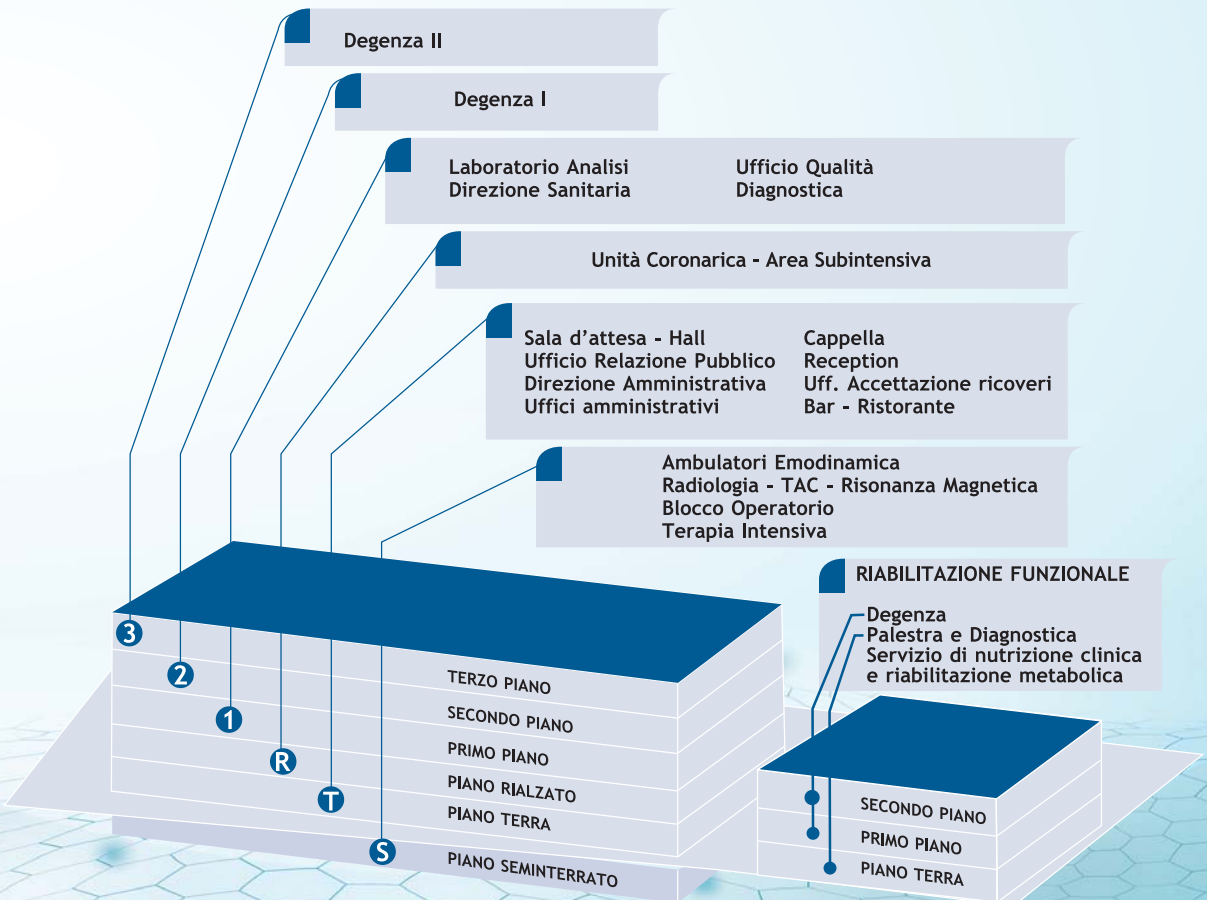 Degenza II
Degenza I
Laboratorio Analisi
Direzione Sanitaria
Ufficio Qualità
Diagnostica
Unità Coronarica - Area Subintensiva
Sala d'attesa - Hall
Ufficio Relazione Pubblico
Direzione Amministrativa
Uffici amministrativi
Cappella
Reception
Uff. Accettazione ricoveri
Bar - Ristorante
Ambulatori Emodinamica
Radiologia - TAC - Risonanza Magnetica
Blocco Operatorio
Terapia Intensiva
RIABILITAZIONE FUNZIONALE
Degenza
Palestra e Diagnostica
Servizio di nutrizione clinica
e riabilitazione metabolica
3
2
1
R
T
S
TERZO PIANO
SECONDO PIANO
PRIMO PIANO
PIANO RIALZATO
PIANO TERRA
PIANO SEMINTERRATO
SECONDO PIANO
PRIMO PIANO
PIANO TERRA